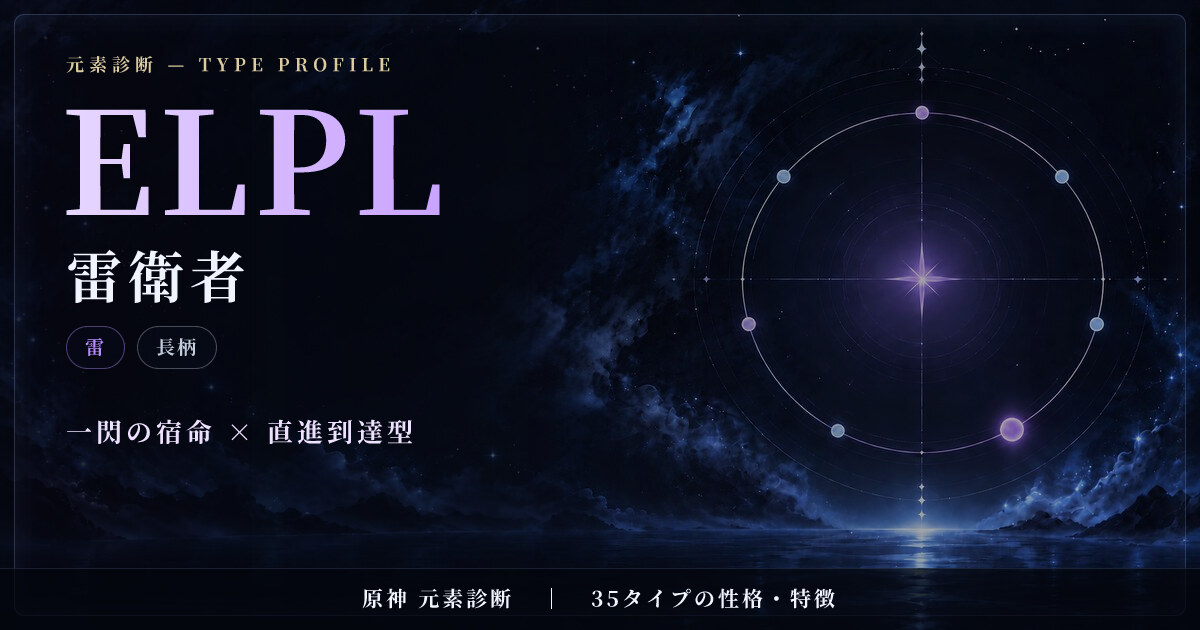 元素診断 — TYPE PROFILE
ELPL
雷衛者
雷 長柄
一閃の宿命 × 直進到達型
原神 元素診断 | 35タイプの性格・特徴